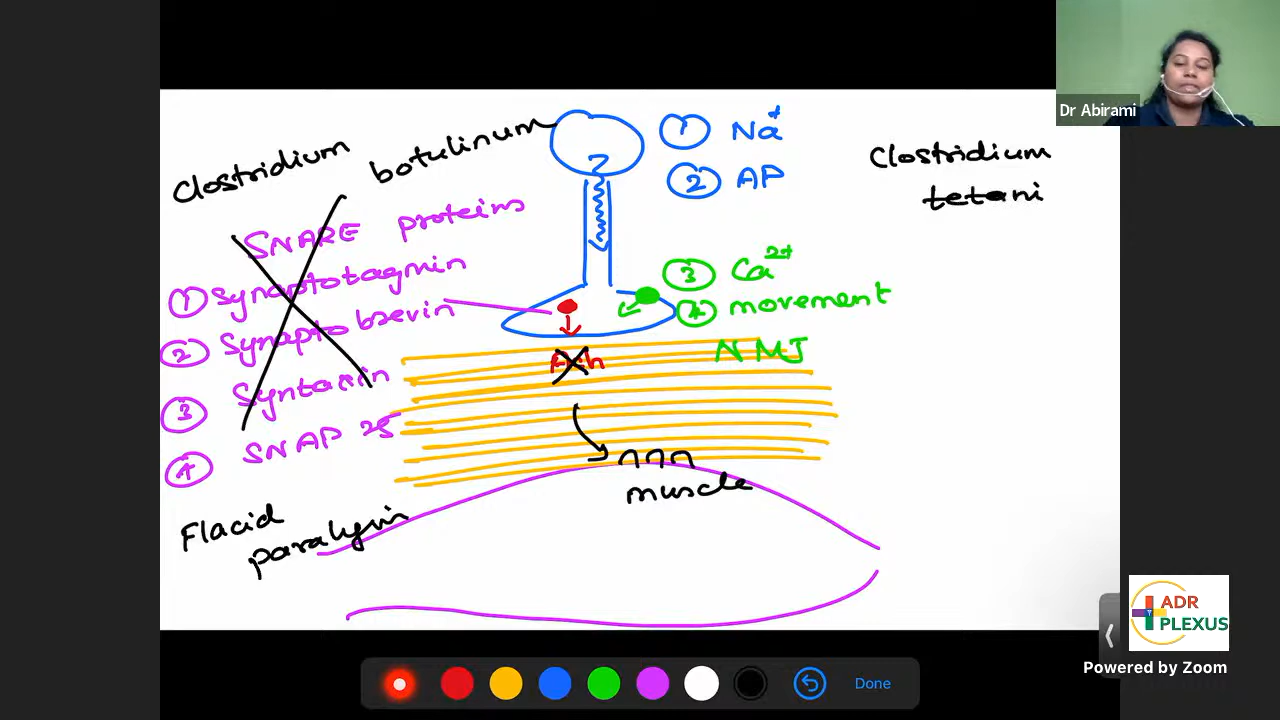 Clostridium botulinum
SNARE proteins
① Synaptotagmin
② Synaptobrevin
③ Syntaxin
④ SNAP 25
Flacid
paralysis
① Na⁺
② AP
③ Ca²⁺
④ movement
NMJ
muscle
Clostridium
tetani
Dr Abirami
ADR
PLEXUS
Powered by Zoom
Done